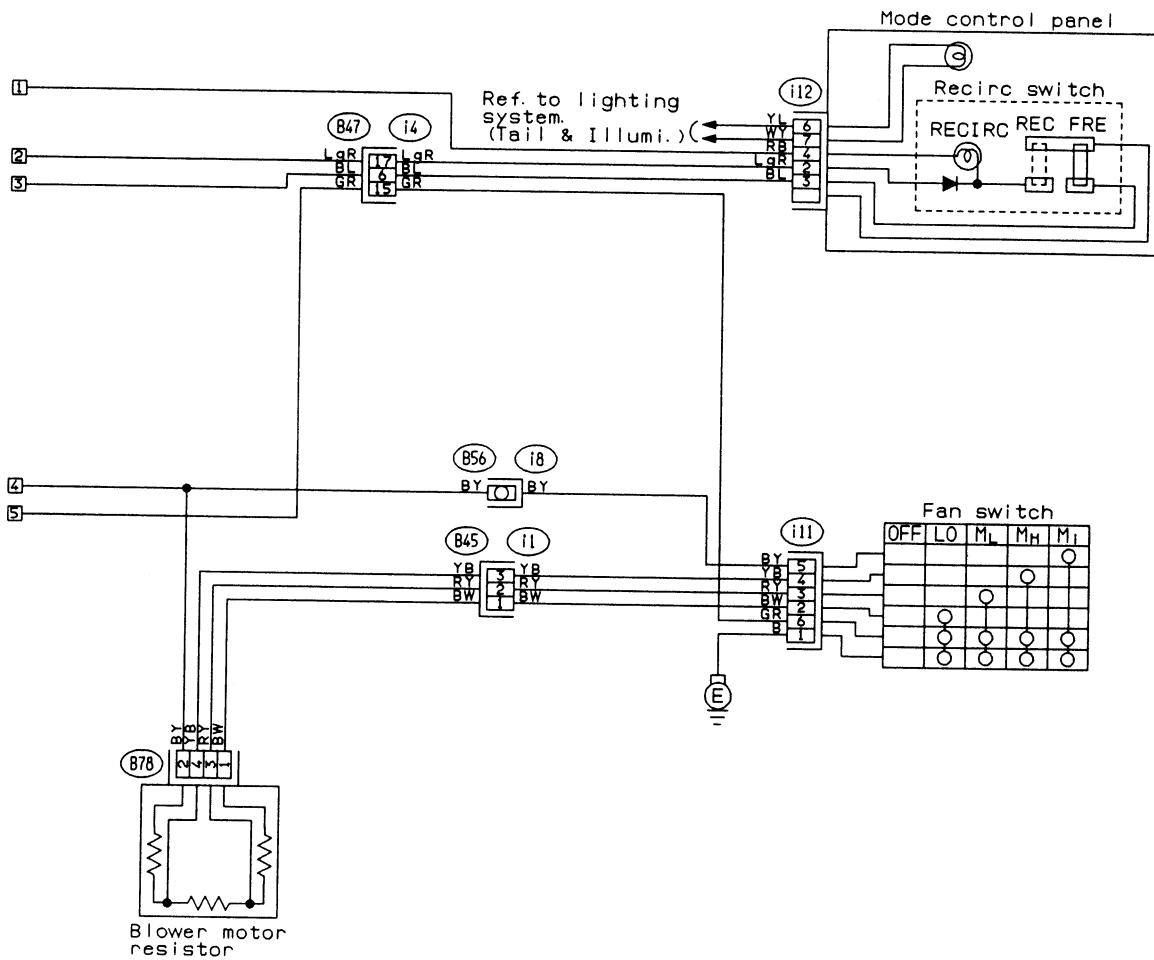 Mode control panel
1
Ref. to lighting
system.
(Tail & Illumi.)
i12
Recirc switch
RECIRC REC FRE
B47 i4
YL 6
WY 7
RB 4
LgR 2
BL 3
2
LgR 17 LgR
3
BL 6 BL
GR 15 GR
B56 i8
4
BY BY
5
Fan switch
B45 i1
i11
OFF LO ML MH Mi
YB 3 YB
RY 2 RY
BW 1 BW
BY 5
YB 4
RY 3
BW 2
GR 6
B 1
E
BY YB RY BW
B78
2 4 3 1
Blower motor
resistor